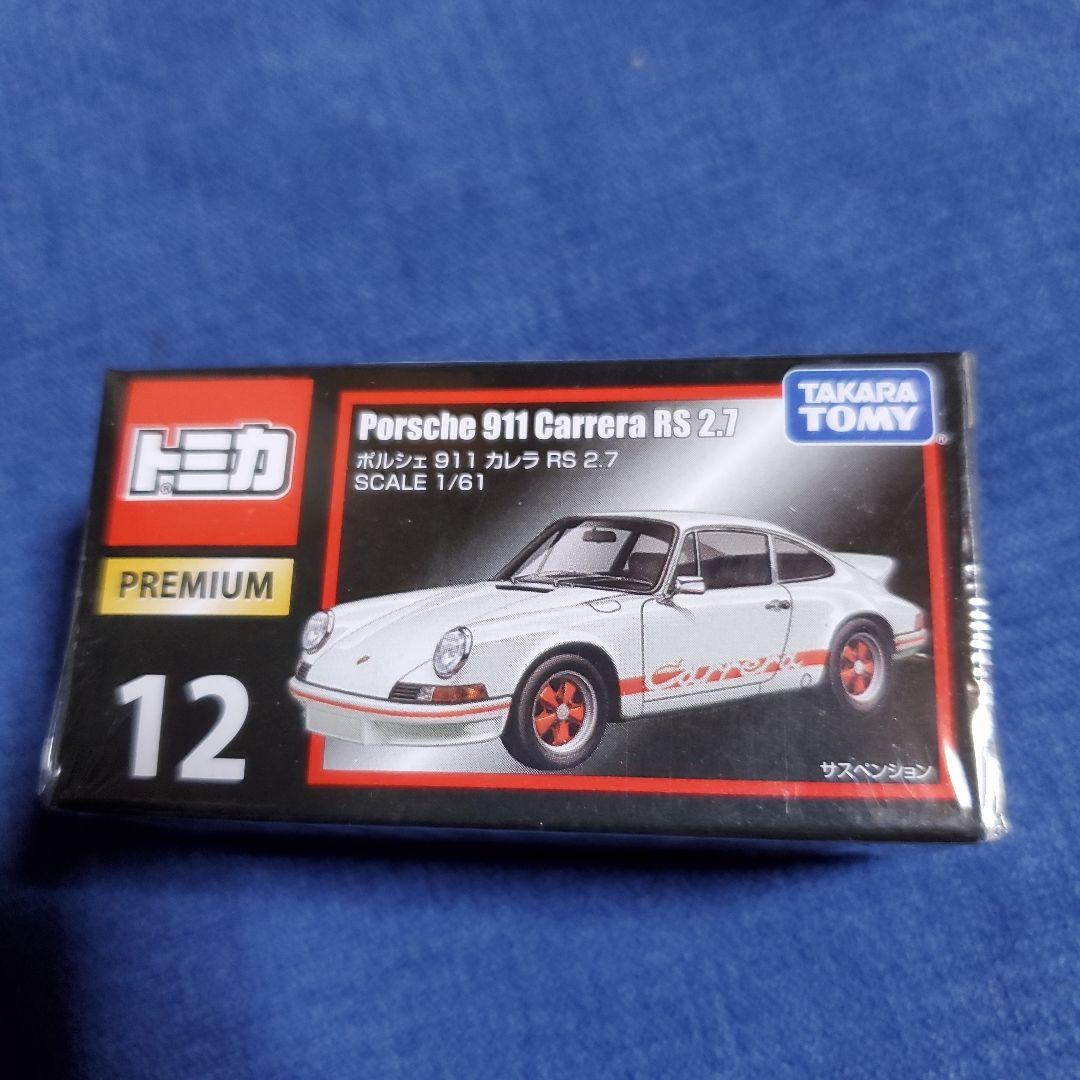 トミカ®
PREMIUM
12
Porsche 911 Carrera RS 2.7
ポルシェ 911 カレラ RS 2.7
SCALE 1/61
TAKARA
TOMY®
Carrera
サスペンション